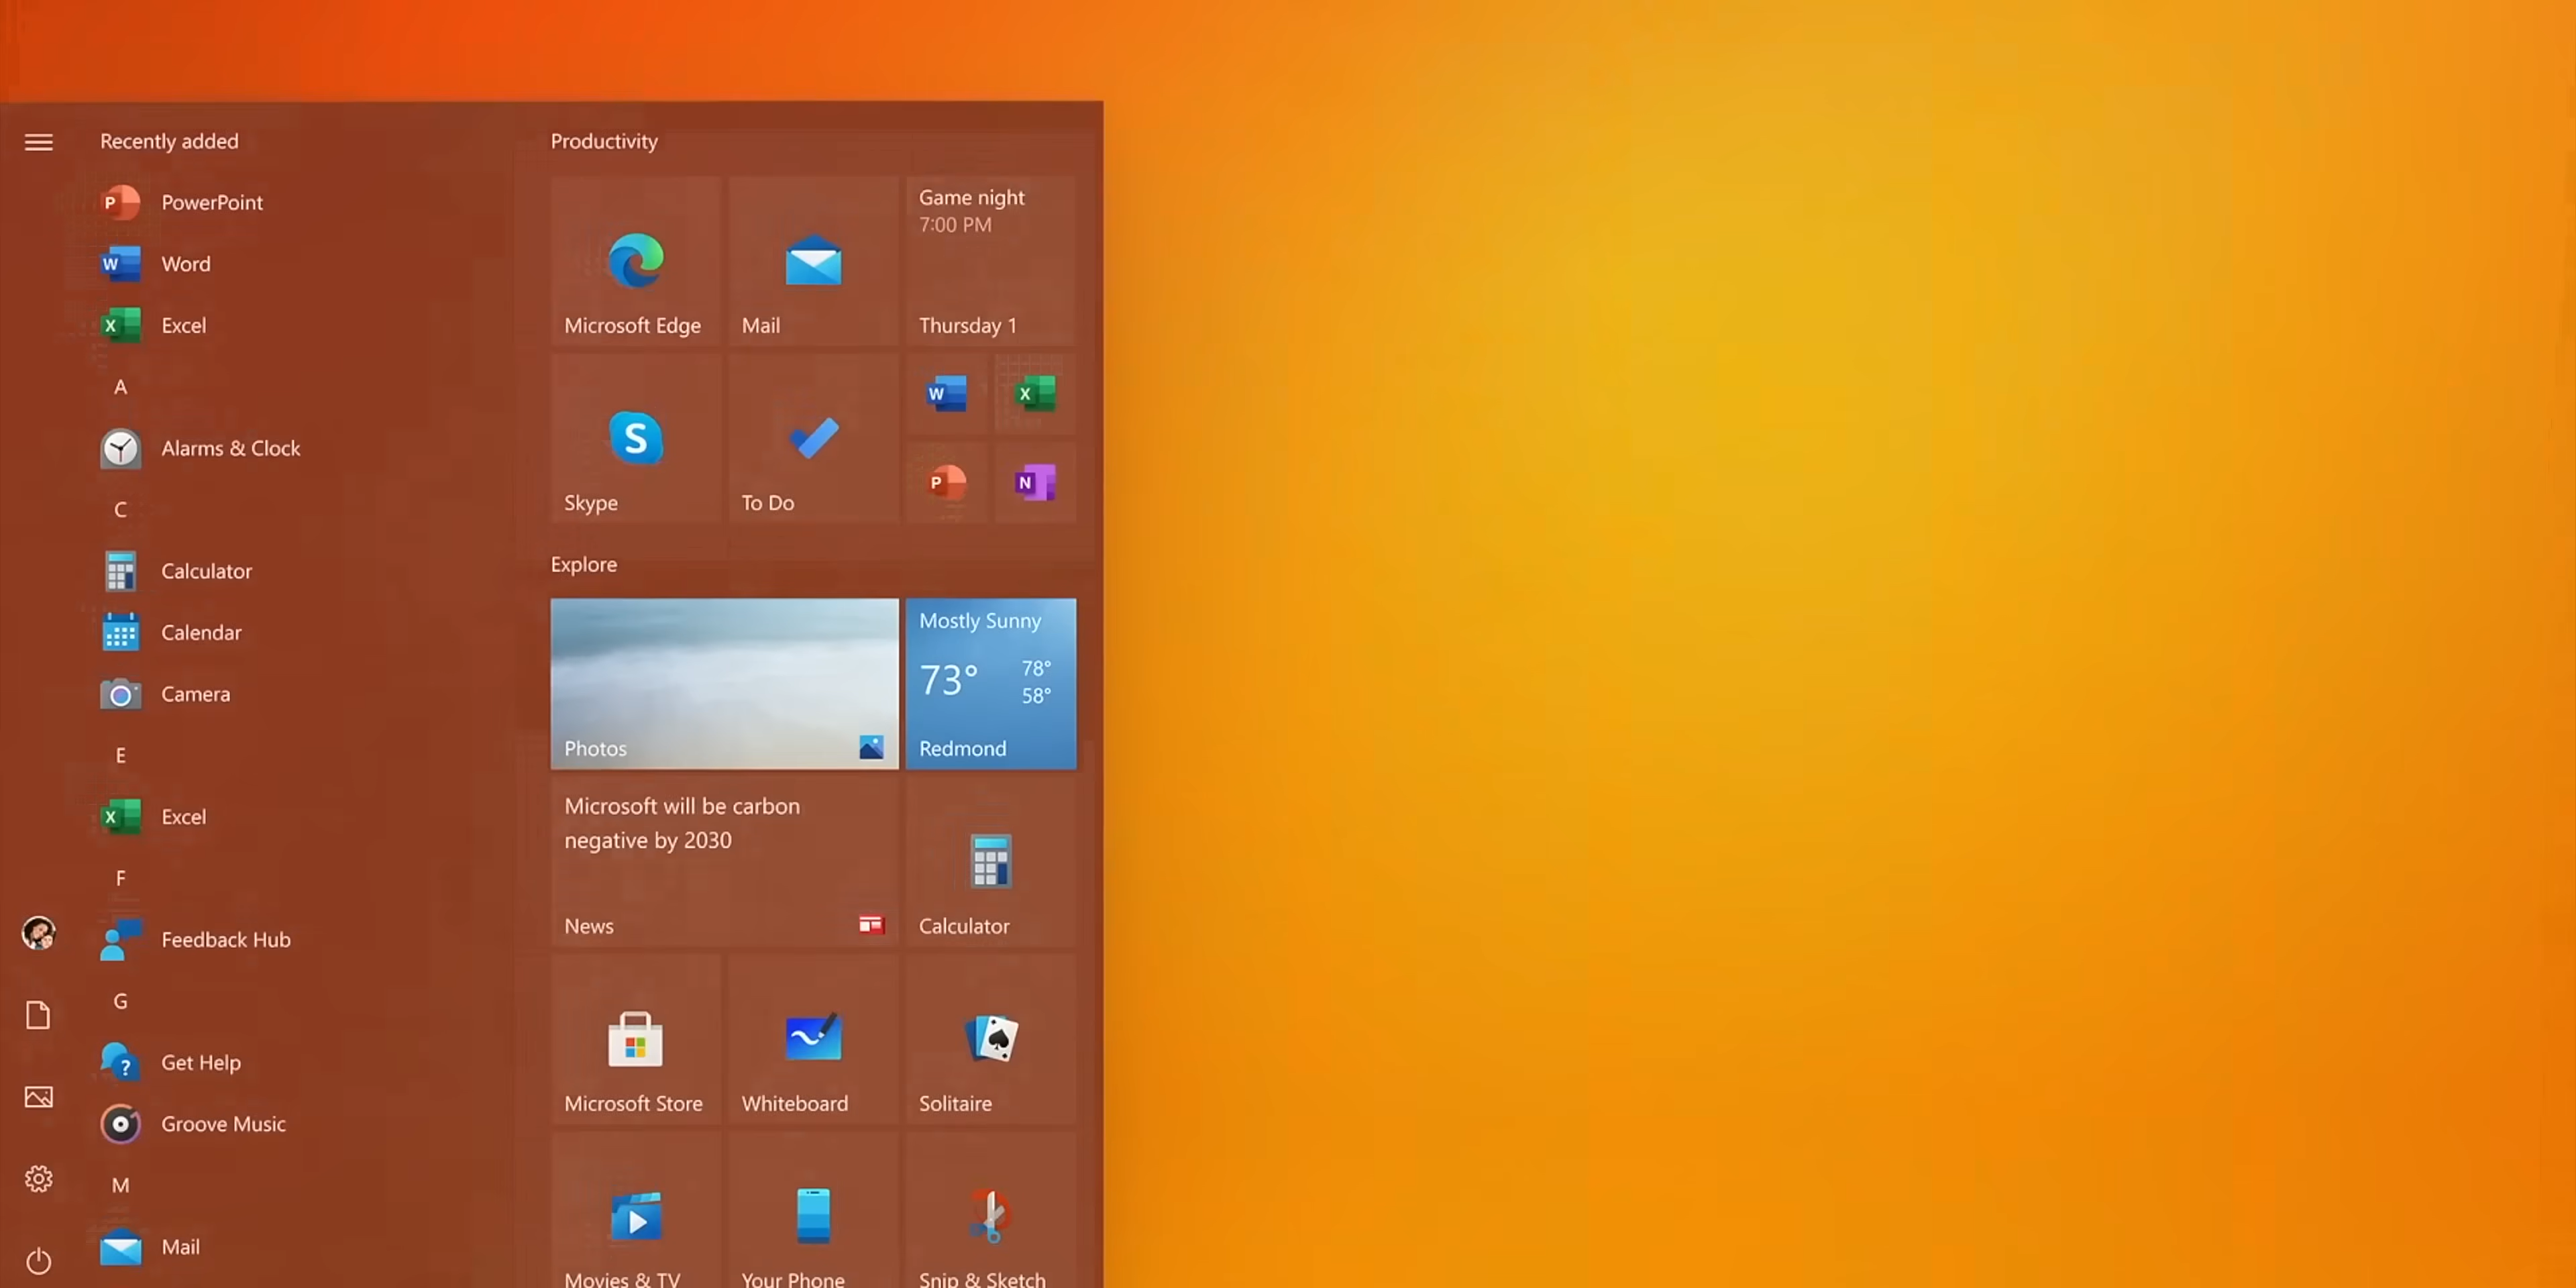 Recently added
PowerPoint
Word
Excel
A
Alarms & Clock
C
Calculator
Calendar
Camera
E
Excel
F
Feedback Hub
G
Get Help
Groove Music
M
Mail
Productivity
Microsoft Edge
Mail
Game night
7:00 PM
Thursday 1
Skype
To Do
Explore
Photos
Mostly Sunny
73° 78°
58°
Redmond
Microsoft will be carbon
negative by 2030
News
Calculator
Microsoft Store
Whiteboard
Solitaire
Movies & TV
Your Phone
Snip & Sketch